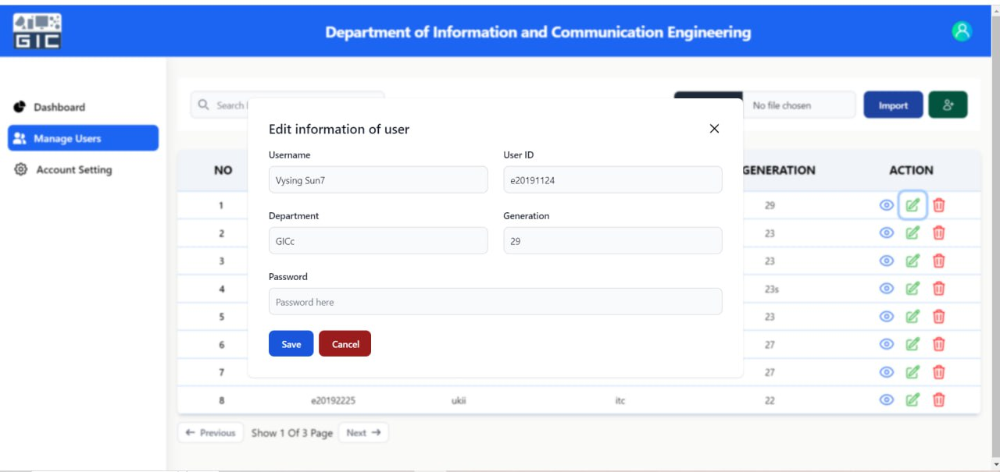 GIC
Department of Information and Communication Engineering
Dashboard
Manage Users
Account Setting
Search
No file chosen
Import
Edit information of user
Username
User ID
Vysing Sun7
e20191124
Department
Generation
GICc
29
Password
Password here
Save
Cancel
NO GENERATION ACTION
1 29
2 23
3 23
4 23s
5 23
6 27
7 27
8 e20192225 ukii itc 22
← Previous Show 1 Of 3 Page Next →